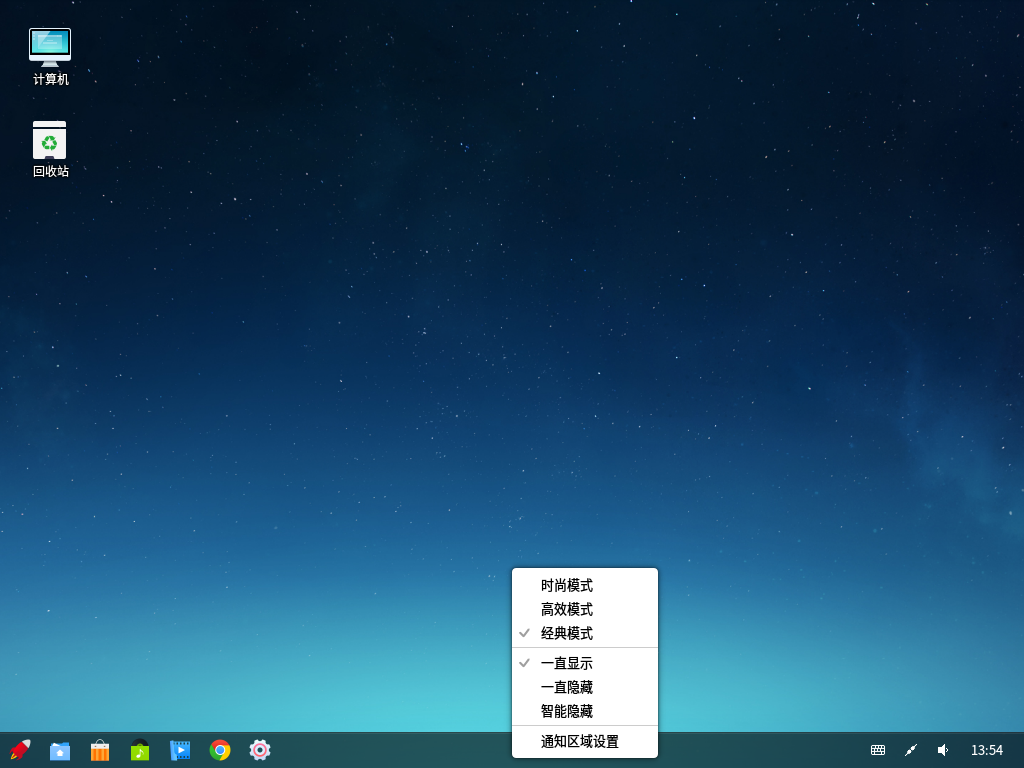 计算机
回收站
时尚模式
高效模式
经典模式
一直显示
一直隐藏
智能隐藏
通知区域设置
13:54